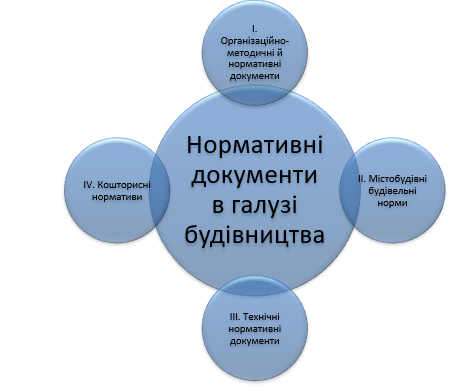 I.
Організаційно-
методичні й
нормативні
документи
Нормативні
документи
в галузі
будівництва
II. Містобудівні
будівельні
норми
III. Технічні
нормативні
документи
IV. Кошторисні
нормативи